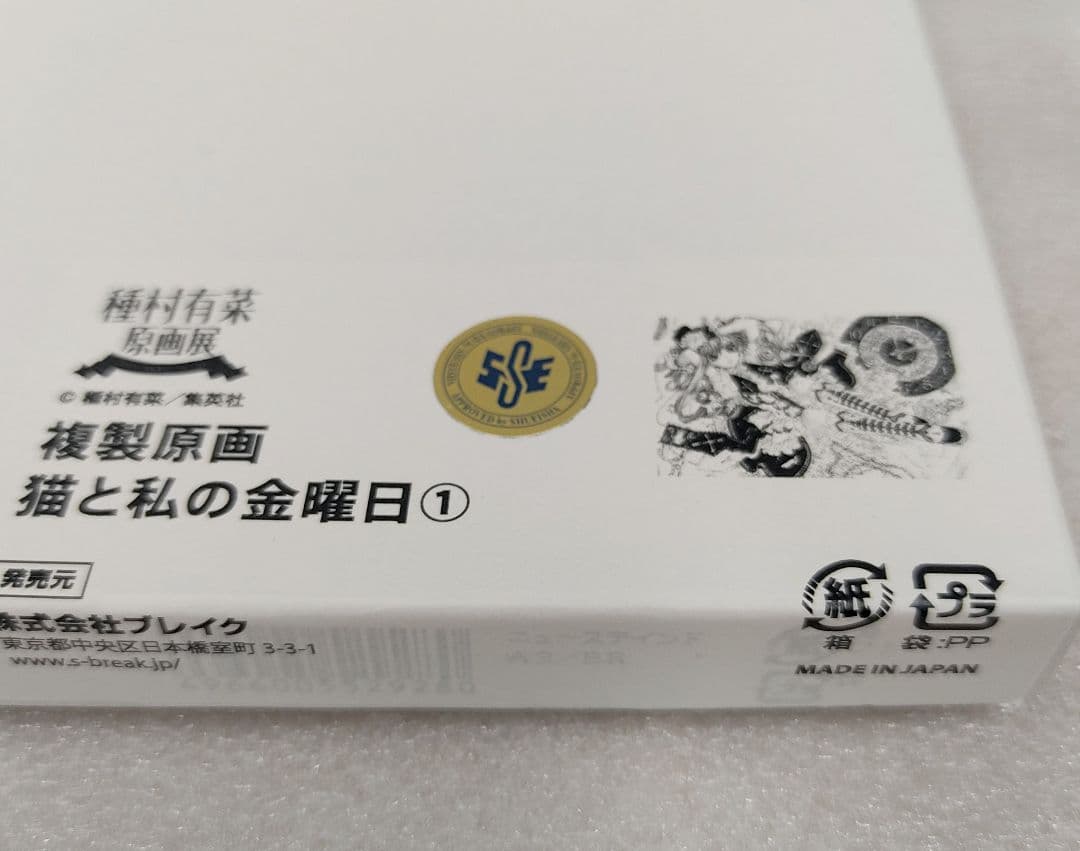 種村有菜
原画展
© 種村有菜／集英社
複製原画
猫と私の金曜日①
APPROVED by SHUEISHA
発売元
株式会社ブレイク
東京都中央区日本橋室町 3-3-1
www.s-break.jp/
紙
プラ
箱
袋:PP
MADE IN JAPAN